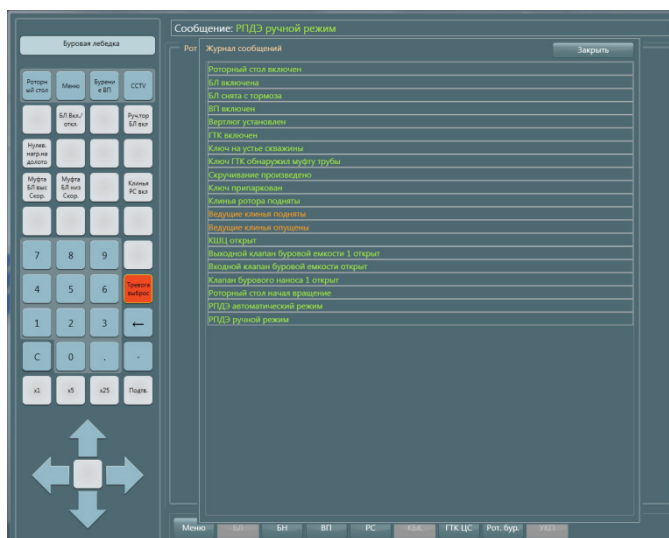 Сообщение: РПДЭ ручной режим
Буровая лебедка
Рот
Журнал сообщений
Закрыть
Роторн
ый стол
Меню
Бурени
е ВП
CCTV
БЛ Вкл./
откл.
Руч.тор
БЛ вкл
Нулев.
нагр.на
долото
Муфта
БЛ выс
Скор.
Муфта
БЛ низ
Скор.
Клинья
РС вкл
7
8
9
4
5
6
Тревога
выброс
1
2
3
←
C
0
.
-
x1
x5
x25
Подтв.
Роторный стол включен
БЛ включена
БЛ снята с тормоза
ВП включен
Вертлюг установлен
ГТК включен
Ключ на устье скважины
Ключ ГТК обнаружил муфту трубы
Скручивание произведено
Ключ припаркован
Клинья ротора подняты
Ведущие клинья подняты
Ведущие клинья опущены
КШЦ открыт
Выходной клапан буровой емкости 1 открыт
Входной клапан буровой емкости открыт
Клапан бурового наноса 1 открыт
Роторный стол начал вращение
РПДЭ автоматический режим
РПДЭ ручной режим
Меню
БЛ
БН
ВП
РС
КБК
ГТК ЦС
Рот. бур.